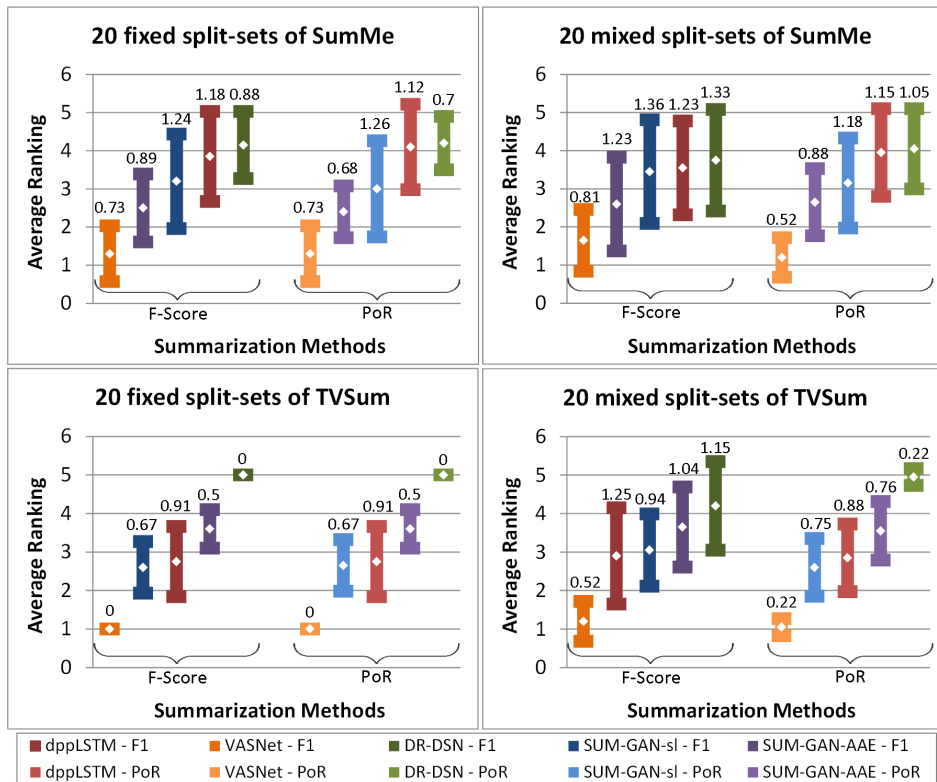 20 fixed split-sets of SumMe
Average Ranking
6
5
4
3
2
1
0
0.73
0.89
1.24
1.18
0.88
0.73
0.68
1.26
1.12
0.7
F-Score
PoR
Summarization Methods
20 mixed split-sets of SumMe
Average Ranking
6
5
4
3
2
1
0
0.81
1.23
1.36
1.23
1.33
0.52
0.88
1.18
1.15
1.05
F-Score
PoR
Summarization Methods
20 fixed split-sets of TVSum
Average Ranking
6
5
4
3
2
1
0
0
0.67
0.91
0.5
0
0
0.67
0.91
0.5
0
F-Score
PoR
Summarization Methods
20 mixed split-sets of TVSum
Average Ranking
6
5
4
3
2
1
0
0.52
1.25
0.94
1.04
1.15
0.22
0.75
0.88
0.76
0.22
F-Score
PoR
Summarization Methods
dppLSTM - F1
VASNet - F1
DR-DSN - F1
SUM-GAN-sl - F1
SUM-GAN-AAE - F1
dppLSTM - PoR
VASNet - PoR
DR-DSN - PoR
SUM-GAN-sl - PoR
SUM-GAN-AAE - PoR